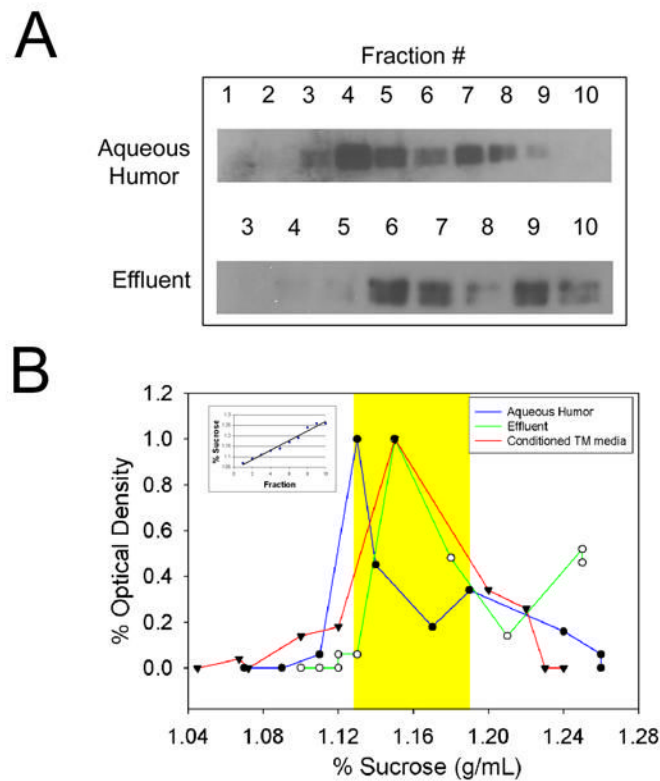 A
Fraction #
1 2 3 4 5 6 7 8 9 10
Aqueous
Humor
3 4 5 6 7 8 9 10
Effluent
B
1.2
1.0
0.8
0.6
0.4
0.2
0.0
% Optical Density
% Sucrose
Fraction
Aqueous Humor
Effluent
Conditioned TM media
1.04 1.08 1.12 1.16 1.20 1.24 1.28
% Sucrose (g/mL)